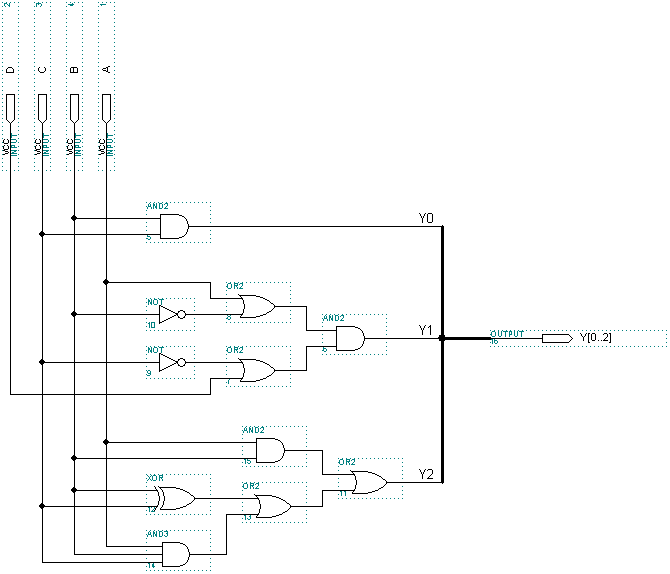 2 3 4 1
D C B A
VCC VCC VCC VCC
INPUT INPUT INPUT INPUT
AND2
5
Y0
OR2
8
NOT
10
AND2
6
Y1
OUTPUT
16
Y[0..2]
OR2
7
NOT
9
AND2
15
OR2
11
Y2
XOR
12
OR2
13
AND3
14